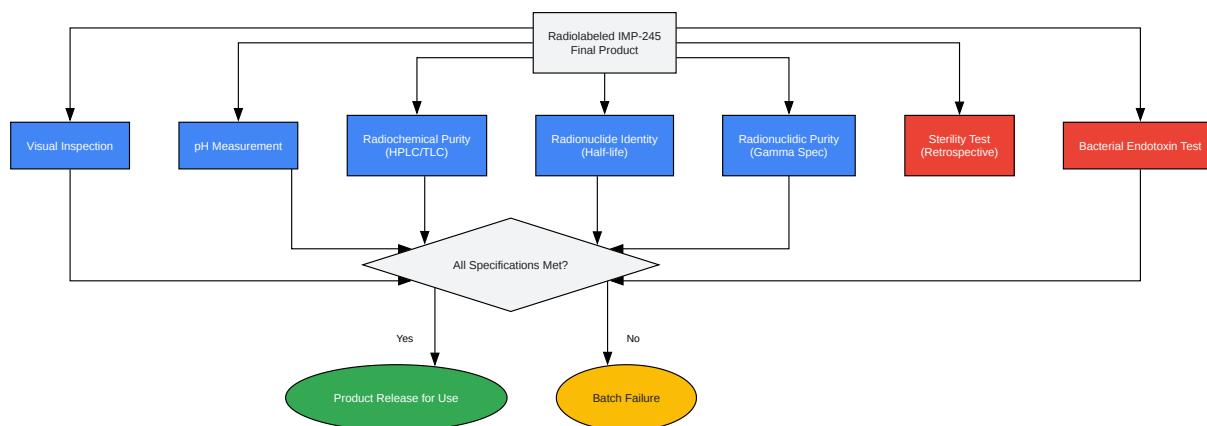 Radiolabeled IMP-245
Final Product
Visual Inspection
pH Measurement
Radiochemical Purity
(HPLC/TLC)
Radionuclide Identity
(Half-life)
Radionuclidic Purity
(Gamma Spec)
Sterility Test
(Retrospective)
Bacterial Endotoxin Test
All Specifications Met?
Yes
No
Product Release for Use
Batch Failure